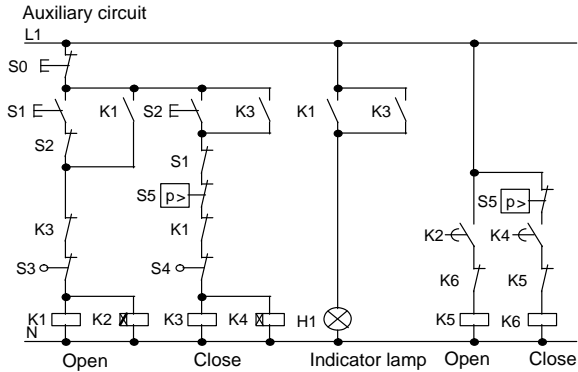 Auxiliary circuit
L1
S0
S1 K1 S2 K3 K1 K3
S2
S1
S5 p> S5 p>
K3 K1 K2 K4
S3 S4 K6 K5
K1 K2 K3 K4 H1 K5 K6
N
Open Close Indicator lamp Open Close